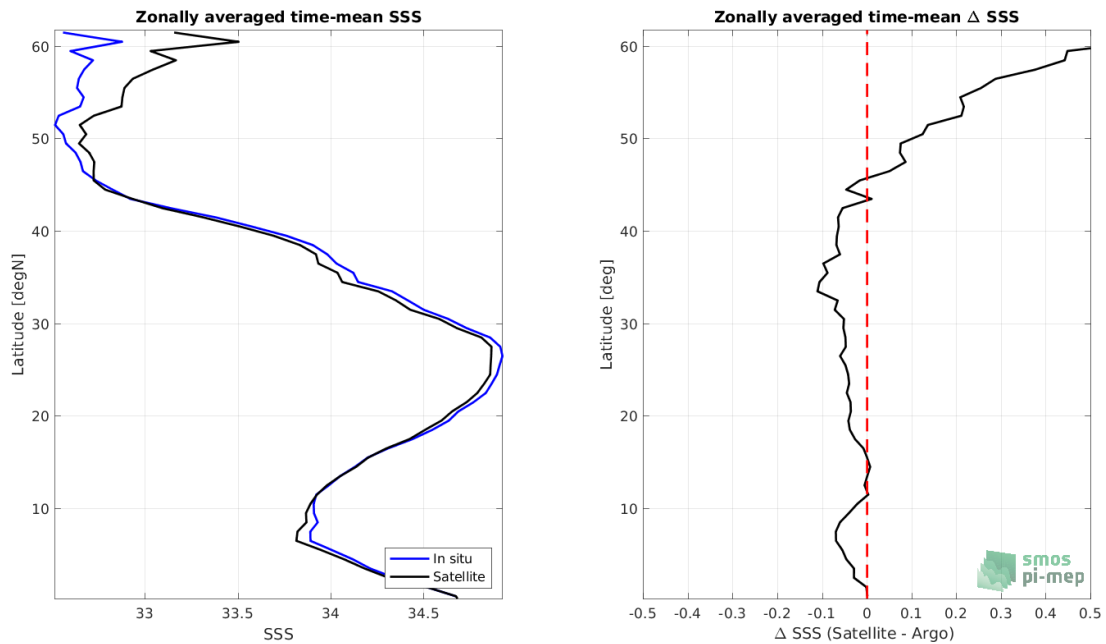 Zonally averaged time-mean SSS
60
50
40
30
20
10
Latitude [degN]
33
33.5
34
34.5
SSS
In situ
Satellite
Zonally averaged time-mean Δ SSS
60
50
40
30
20
10
Latitude [deg]
-0.5
-0.4
-0.3
-0.2
-0.1
0
0.1
0.2
0.3
0.4
0.5
Δ SSS (Satellite - Argo)
smos
pi-mep